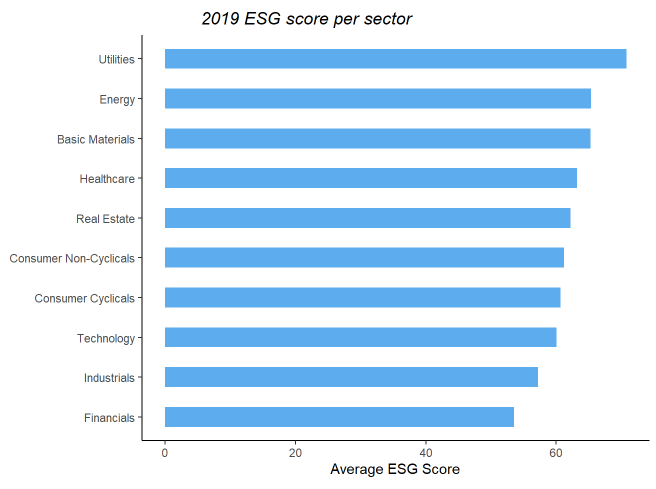 2019 ESG score per sector
Utilities
Energy
Basic Materials
Healthcare
Real Estate
Consumer Non-Cyclicals
Consumer Cyclicals
Technology
Industrials
Financials
0 20 40 60
Average ESG Score